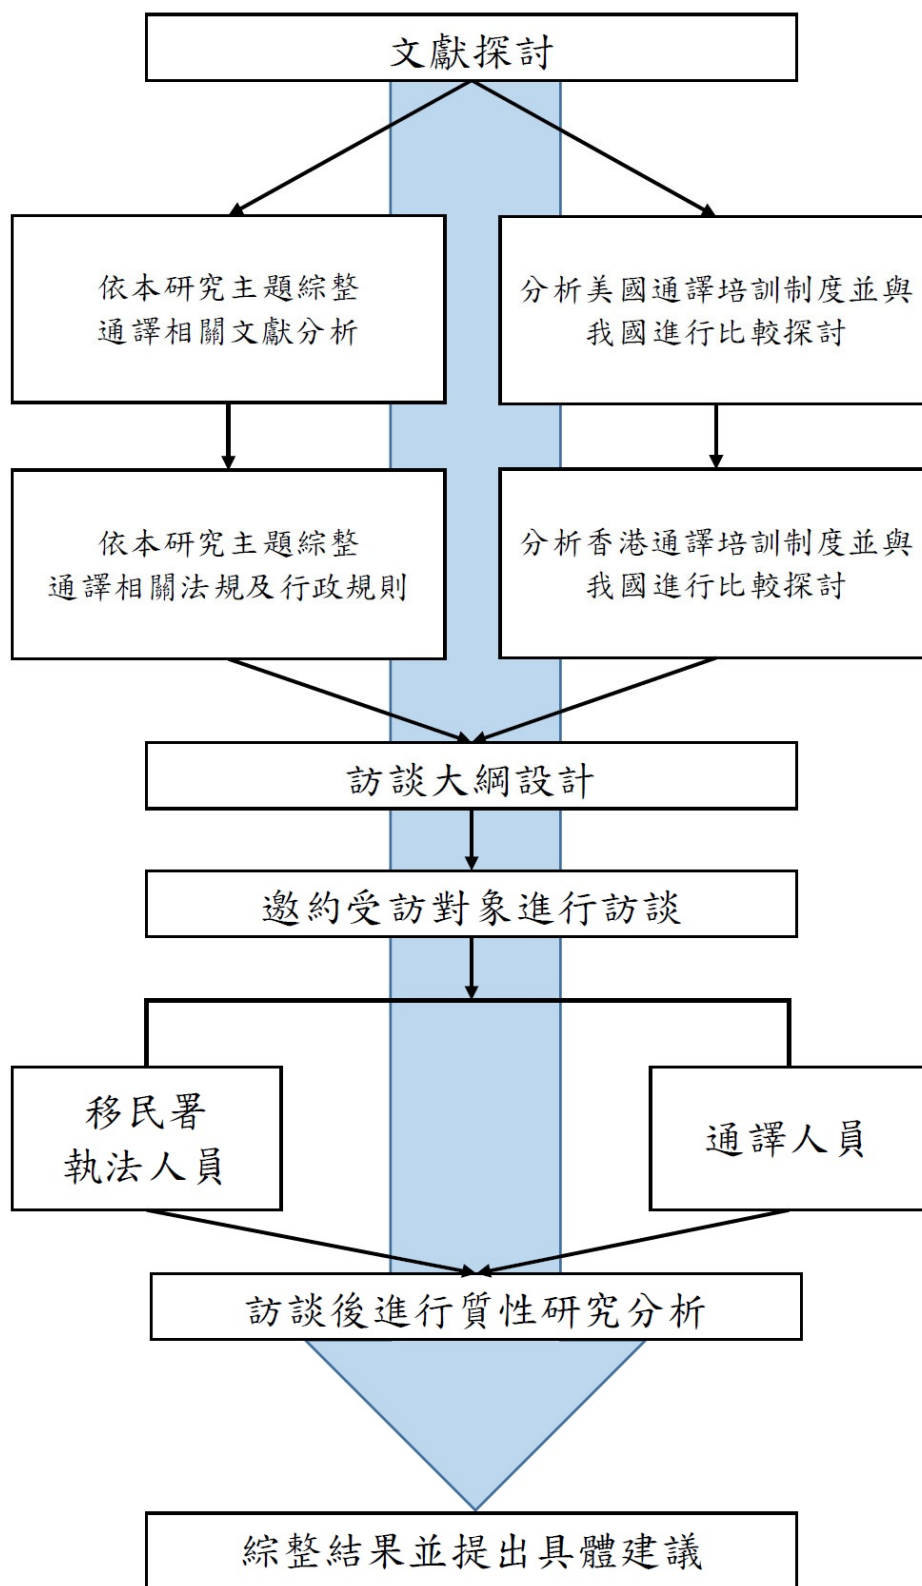 文獻探討
依本研究主題綜整
通譯相關文獻分析
分析美國通譯培訓制度並與
我國進行比較探討
依本研究主題綜整
通譯相關法規及行政規則
分析香港通譯培訓制度並與
我國進行比較探討
訪談大綱設計
邀約受訪對象進行訪談
移民署
執法人員
通譯人員
訪談後進行質性研究分析
綜整結果並提出具體建議